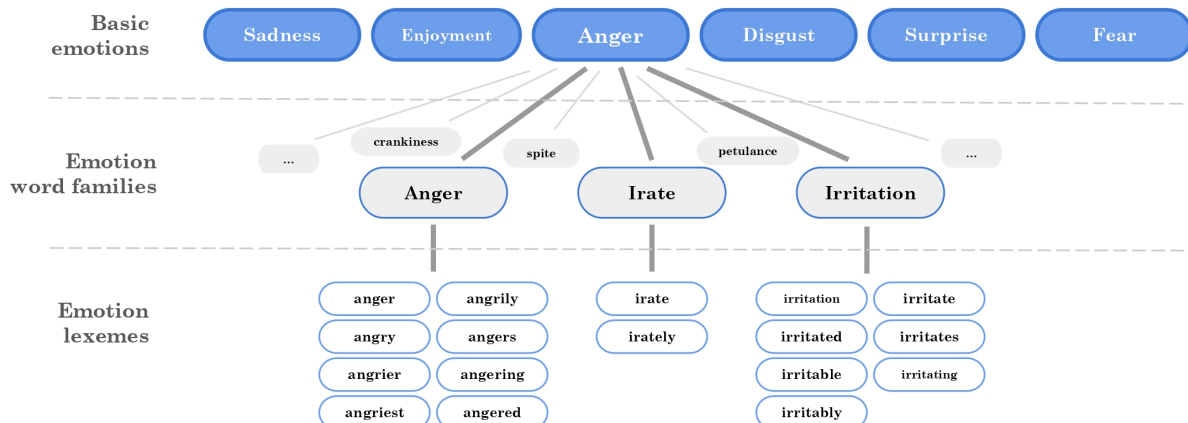 Basic
emotions
Sadness
Enjoyment
Anger
Disgust
Surprise
Fear
Emotion
word families
...
crankiness
spite
petulance
...
Anger
Irate
Irritation
Emotion
lexemes
anger
angrily
irate
irritation
irritate
angry
angers
irately
irritated
irritates
angrier
angering
irritable
irritating
angriest
angered
irritably